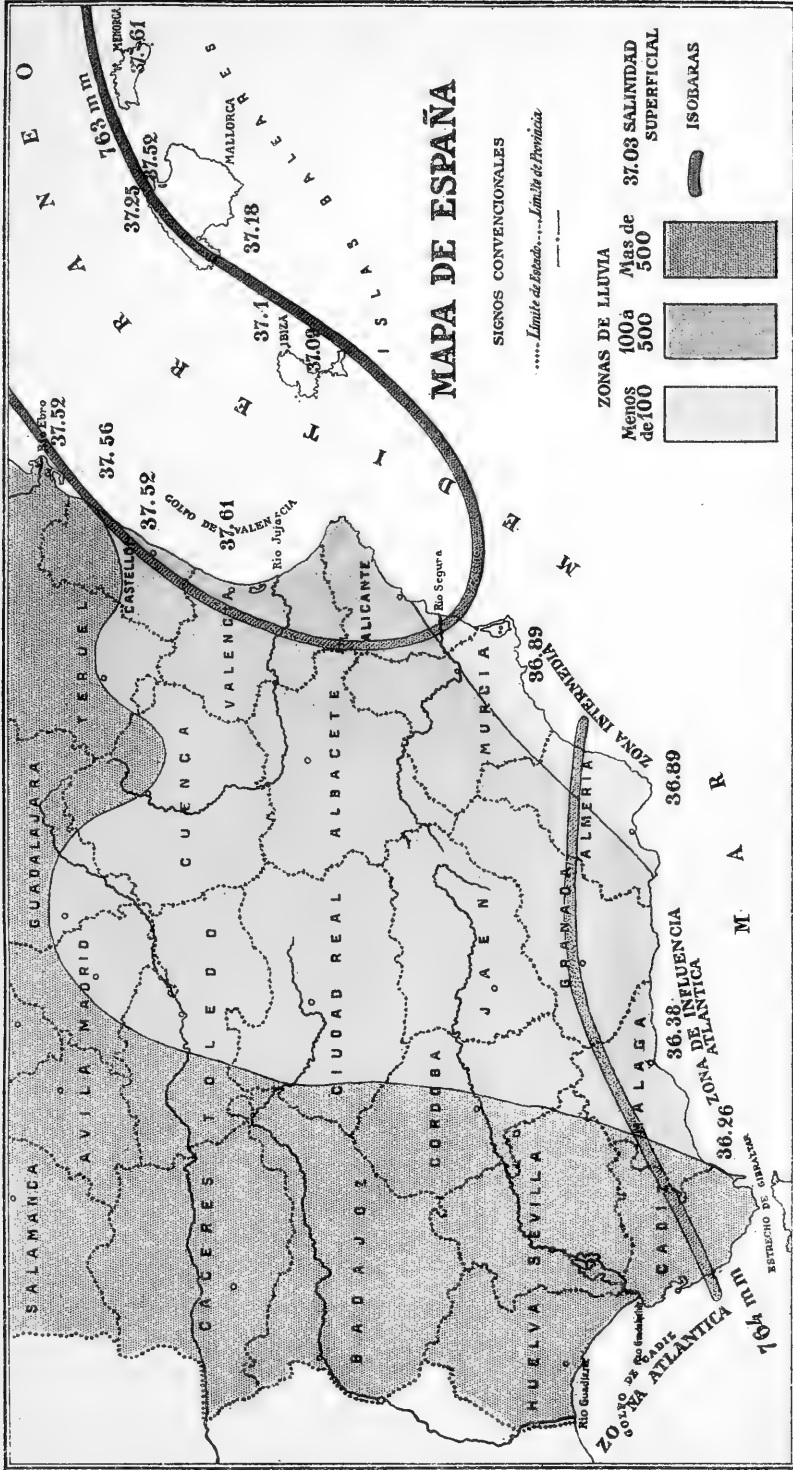 MAPA DE ESPAÑA
SIGNOS CONVENCIONALES
Límite de Estado
Límite de Provincia
ZONAS DE LLUVIA
Menos de 100
100 á 500
Mas de 500
37.03 SALINIDAD SUPERFICIAL
ISOBARAS
MAR MEDITERRANEO
ISLAS BALEARES
MENORCA
MALLORCA
IBIZA
763 mm
37.25
37.52
37.18
37.1
37.09
Río Ebro
37.52
37.56
37.52
GOLFO DE VALENCIA
37.61
Rio Segura
36.89
ZONA INTERMEDIA
36.89
36.38
ZONA DE INFLUENCIA ATLANTICA
36.26
ESTRECHO DE GIBRALTAR
764 mm
ZONA ATLANTICA
GOLFO DE CADIZ
Rio Guadiana
SALAMANCA
AVILA
MADRID
GUADALAJARA
TERUEL
CASTELLON
CACERES
TOLEDO
CUENCA
VALENCIA
BADAJOZ
CIUDAD REAL
ALBACETE
ALICANTE
HUELVA
SEVILLA
CORDOBA
JAEN
MURCIA
CADIZ
MALAGA
GRANADA
ALMERIA